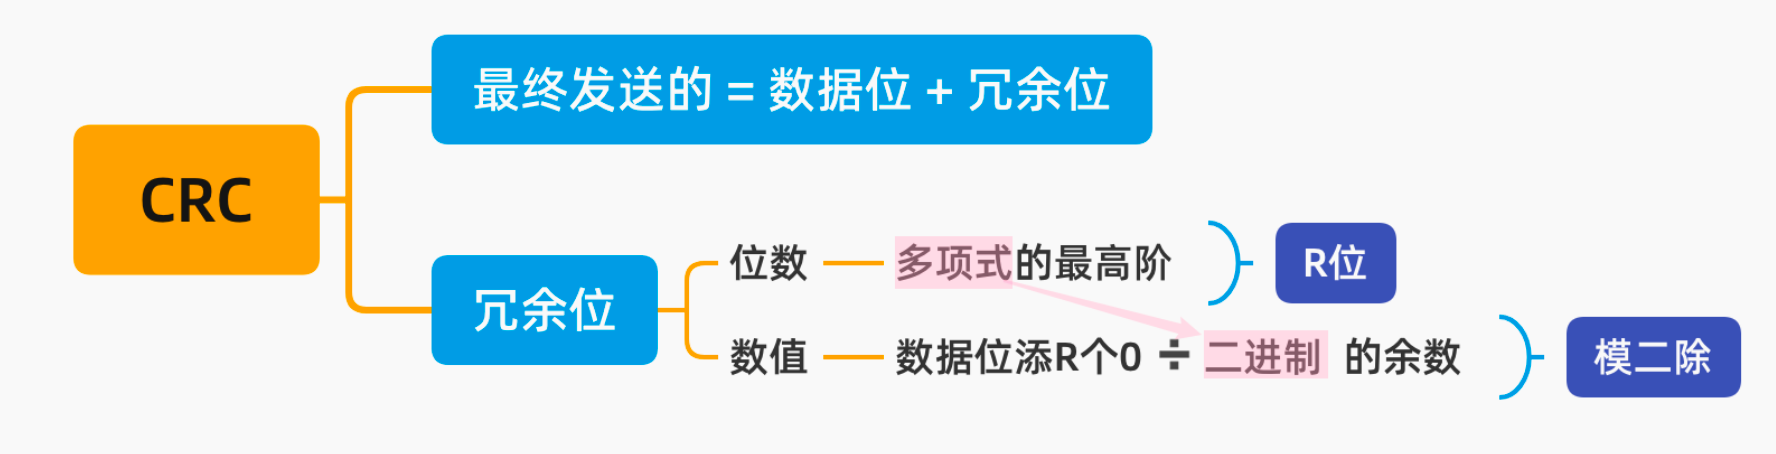 最终发送的 = 数据位 + 冗余位
CRC
冗余位
位数
多项式的最高阶
R位
数值
数据位添R个0 ÷ 二进制 的余数
模二除